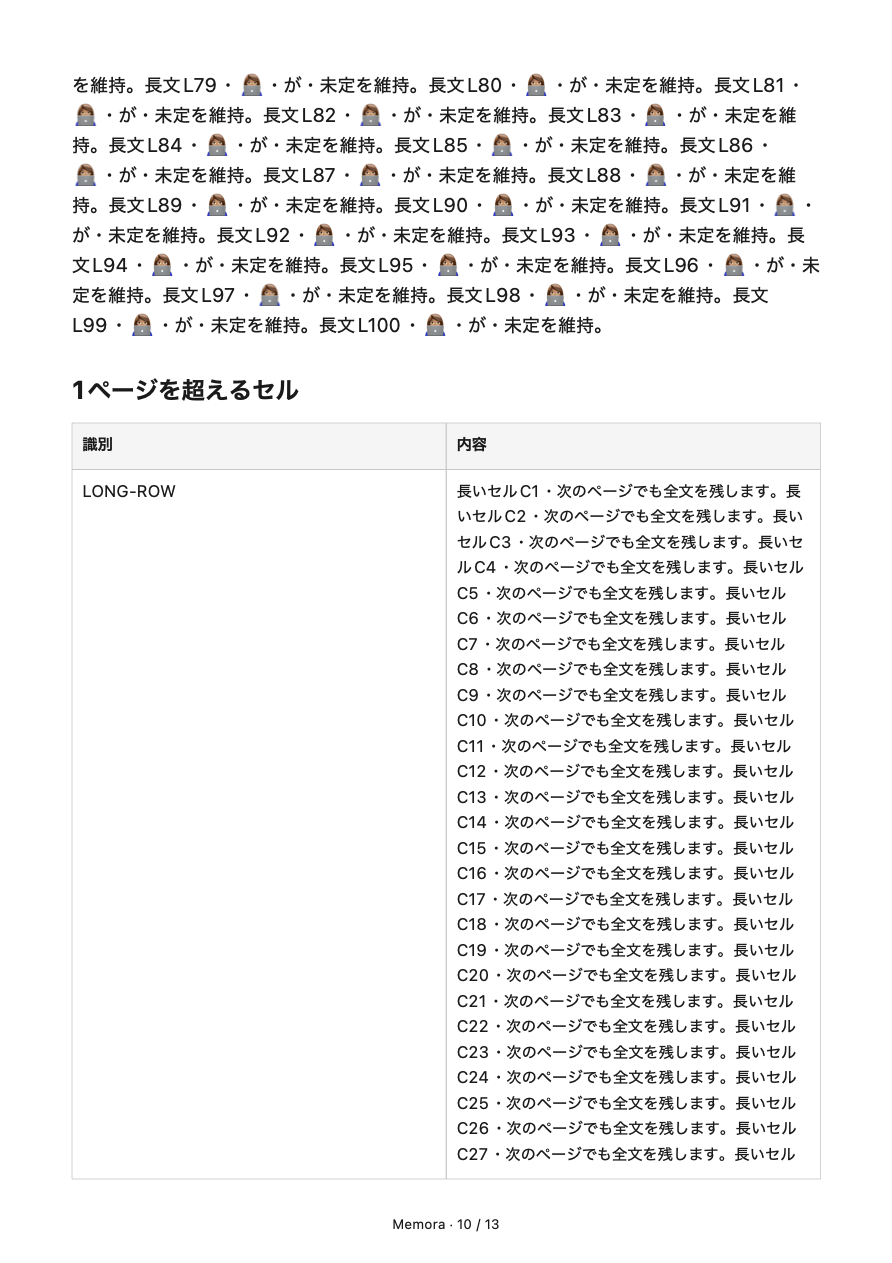 を維持。長文L79・👩🏽‍💻・が・未定を維持。長文L80・👩🏽‍💻・が・未定を維持。長文L81・
👩🏽‍💻・が・未定を維持。長文L82・👩🏽‍💻・が・未定を維持。長文L83・👩🏽‍💻・が・未定を維
持。長文L84・👩🏽‍💻・が・未定を維持。長文L85・👩🏽‍💻・が・未定を維持。長文L86・
👩🏽‍💻・が・未定を維持。長文L87・👩🏽‍💻・が・未定を維持。長文L88・👩🏽‍💻・が・未定を維
持。長文L89・👩🏽‍💻・が・未定を維持。長文L90・👩🏽‍💻・が・未定を維持。長文L91・👩🏽‍💻・
が・未定を維持。長文L92・👩🏽‍💻・が・未定を維持。長文L93・👩🏽‍💻・が・未定を維持。長
文L94・👩🏽‍💻・が・未定を維持。長文L95・👩🏽‍💻・が・未定を維持。長文L96・👩🏽‍💻・が・未
定を維持。長文L97・👩🏽‍💻・が・未定を維持。長文L98・👩🏽‍💻・が・未定を維持。長文
L99・👩🏽‍💻・が・未定を維持。長文L100・👩🏽‍💻・が・未定を維持。
1ページを超えるセル
識別
内容
LONG-ROW
長いセルC1・次のページでも全文を残します。長
いセルC2・次のページでも全文を残します。長い
セルC3・次のページでも全文を残します。長いセ
ルC4・次のページでも全文を残します。長いセル
C5・次のページでも全文を残します。長いセル
C6・次のページでも全文を残します。長いセル
C7・次のページでも全文を残します。長いセル
C8・次のページでも全文を残します。長いセル
C9・次のページでも全文を残します。長いセル
C10・次のページでも全文を残します。長いセル
C11・次のページでも全文を残します。長いセル
C12・次のページでも全文を残します。長いセル
C13・次のページでも全文を残します。長いセル
C14・次のページでも全文を残します。長いセル
C15・次のページでも全文を残します。長いセル
C16・次のページでも全文を残します。長いセル
C17・次のページでも全文を残します。長いセル
C18・次のページでも全文を残します。長いセル
C19・次のページでも全文を残します。長いセル
C20・次のページでも全文を残します。長いセル
C21・次のページでも全文を残します。長いセル
C22・次のページでも全文を残します。長いセル
C23・次のページでも全文を残します。長いセル
C24・次のページでも全文を残します。長いセル
C25・次のページでも全文を残します。長いセル
C26・次のページでも全文を残します。長いセル
C27・次のページでも全文を残します。長いセル
Memora · 10 / 13